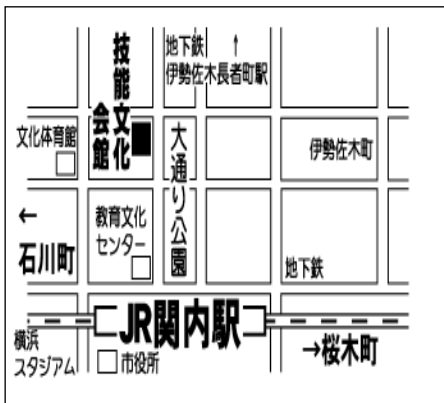 地下鉄 ↑
伊勢佐木長者町駅
技能文化
会館
文化体育館
大通り公園
伊勢佐木町
←
石川町
教育文化
センター
地下鉄
JR関内駅
横浜
スタジアム
市役所
→桜木町